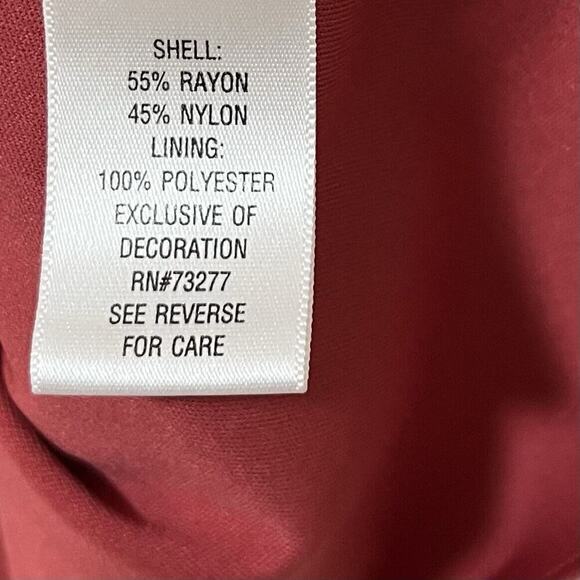 SHELL:
55% RAYON
45% NYLON
LINING:
100% POLYESTER
EXCLUSIVE OF
DECORATION
RN#73277
SEE REVERSE
FOR CARE